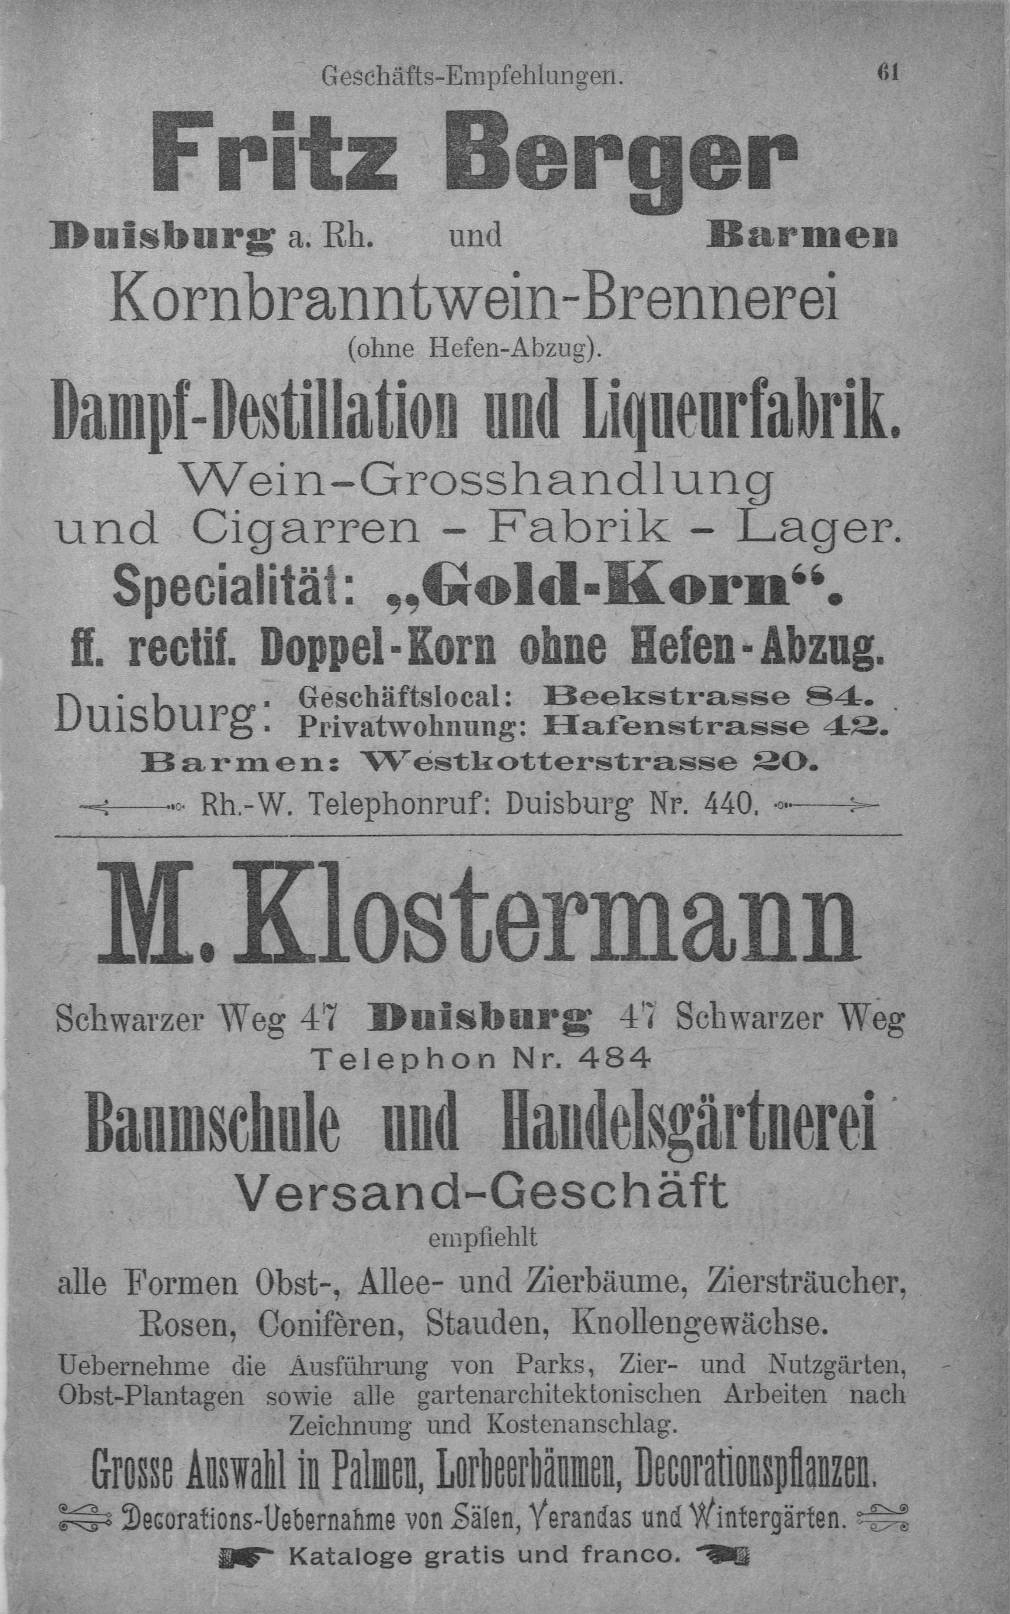 Geschäfts-Empfehlungen. 61
Fritz Berger
Duisburg a. Rh. und Barmen
Kornbranntwein-Brennerei
(ohne Hefen-Abzug).
Dampf-Destillation und Liqueurfabrik.
Wein-Grosshandlung
und Cigarren - Fabrik - Lager.
Specialität: „Gold-Korn“.
ff. rectif. Doppel-Korn ohne Hefen-Abzug.
Duisburg: Geschäftslocal: Beekstrasse 84.
Privatwohnung: Hafenstrasse 42.
Barmen: Westkotterstrasse 20.
Rh.-W. Telephonruf: Duisburg Nr. 440.
M. Klostermann
Schwarzer Weg 47 Duisburg 47 Schwarzer Weg
Telephon Nr. 484
Baumschule und Handelsgärtnerei
Versand-Geschäft
empfiehlt
alle Formen Obst-, Allee- und Zierbäume, Ziersträucher,
Rosen, Conifèren, Stauden, Knollengewächse.
Uebernehme die Ausführung von Parks, Zier- und Nutzgärten,
Obst-Plantagen sowie alle gartenarchitektonischen Arbeiten nach
Zeichnung und Kostenanschlag.
Grosse Auswahl in Palmen, Lorbeerbäumen, Decorationspflanzen.
Decorations-Uebernahme von Sälen, Verandas und Wintergärten.
Kataloge gratis und franco.